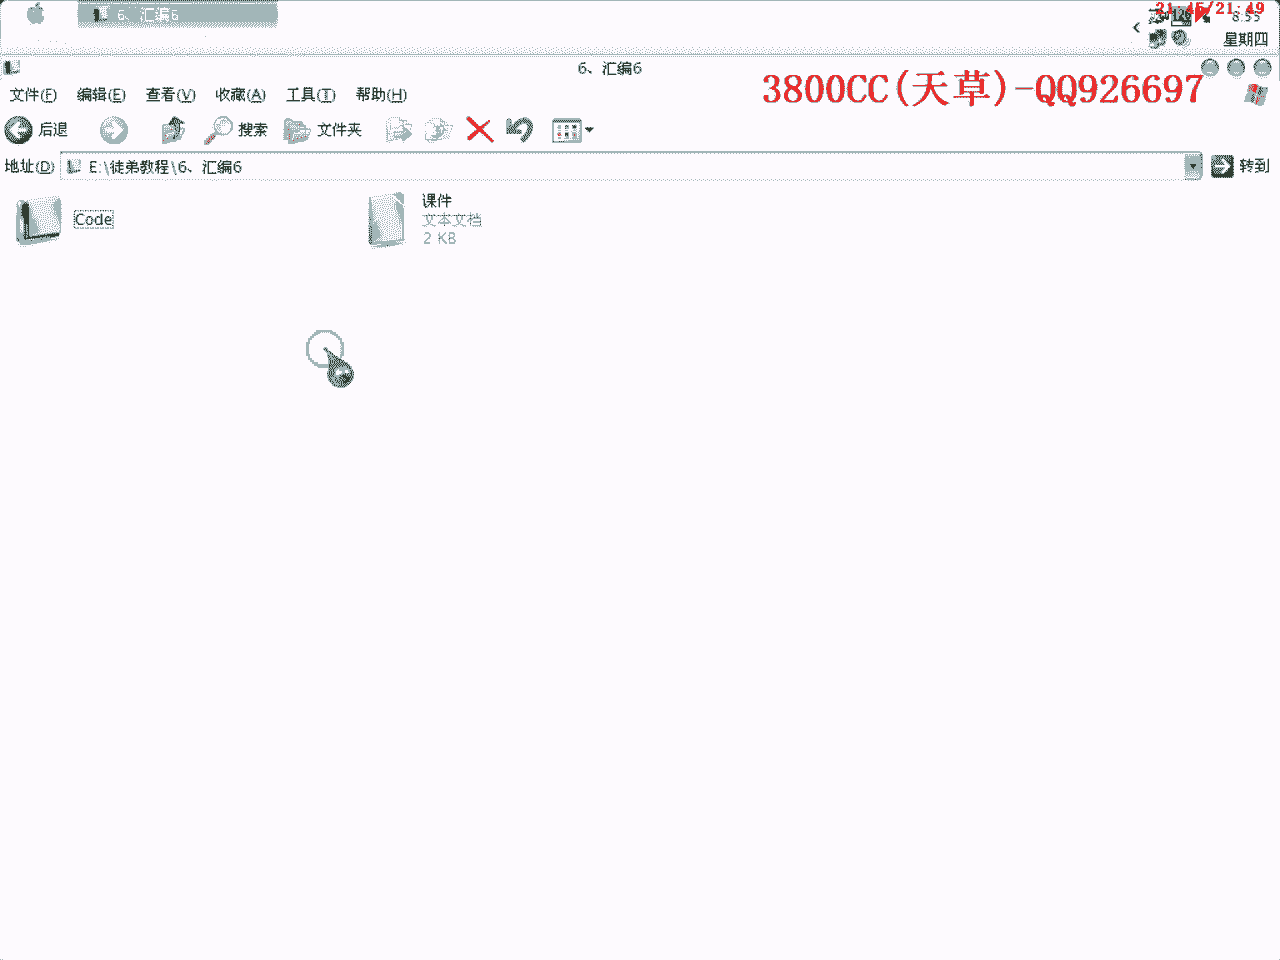 6、汇编6
21:45/21:49
8:55
星期四
6、汇编6
3800CC(天草)-QQ926697
文件(F) 编辑(E) 查看(V) 收藏(A) 工具(T) 帮助(H)
后退 搜索 文件夹
地址(D) E:\徒弟教程\6、汇编6 转到
Code
课件
文本文档
2 KB